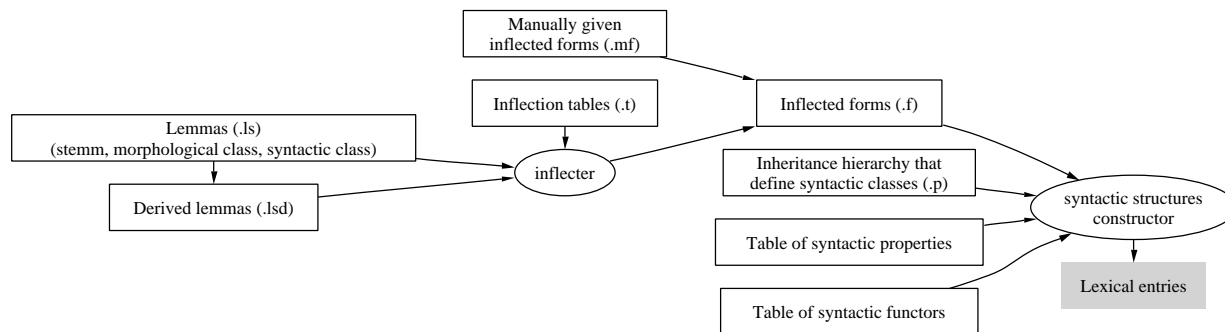 Manually given
inflected forms (.mf)
Inflection tables (.t)
Inflected forms (.f)
Lemmas (.ls)
(stemm, morphological class, syntactic class)
inflecter
Inheritance hierarchy that
define syntactic classes (.p)
Derived lemmas (.lsd)
syntactic structures
constructor
Table of syntactic properties
Lexical entries
Table of syntactic functors